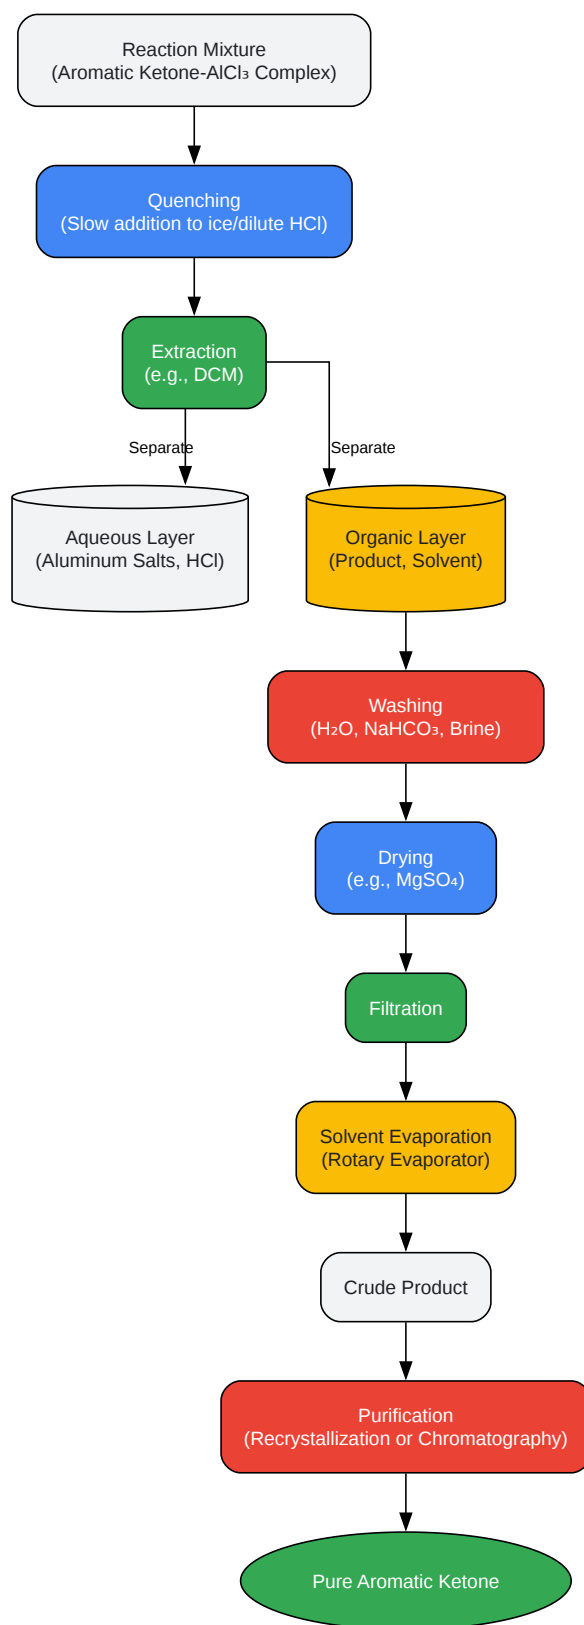 Reaction Mixture
(Aromatic Ketone-AlCl₃ Complex)
Quenching
(Slow addition to ice/dilute HCl)
Extraction
(e.g., DCM)
Separate
Separate
Aqueous Layer
(Aluminum Salts, HCl)
Organic Layer
(Product, Solvent)
Washing
(H₂O, NaHCO₃, Brine)
Drying
(e.g., MgSO₄)
Filtration
Solvent Evaporation
(Rotary Evaporator)
Crude Product
Purification
(Recrystallization or Chromatography)
Pure Aromatic Ketone